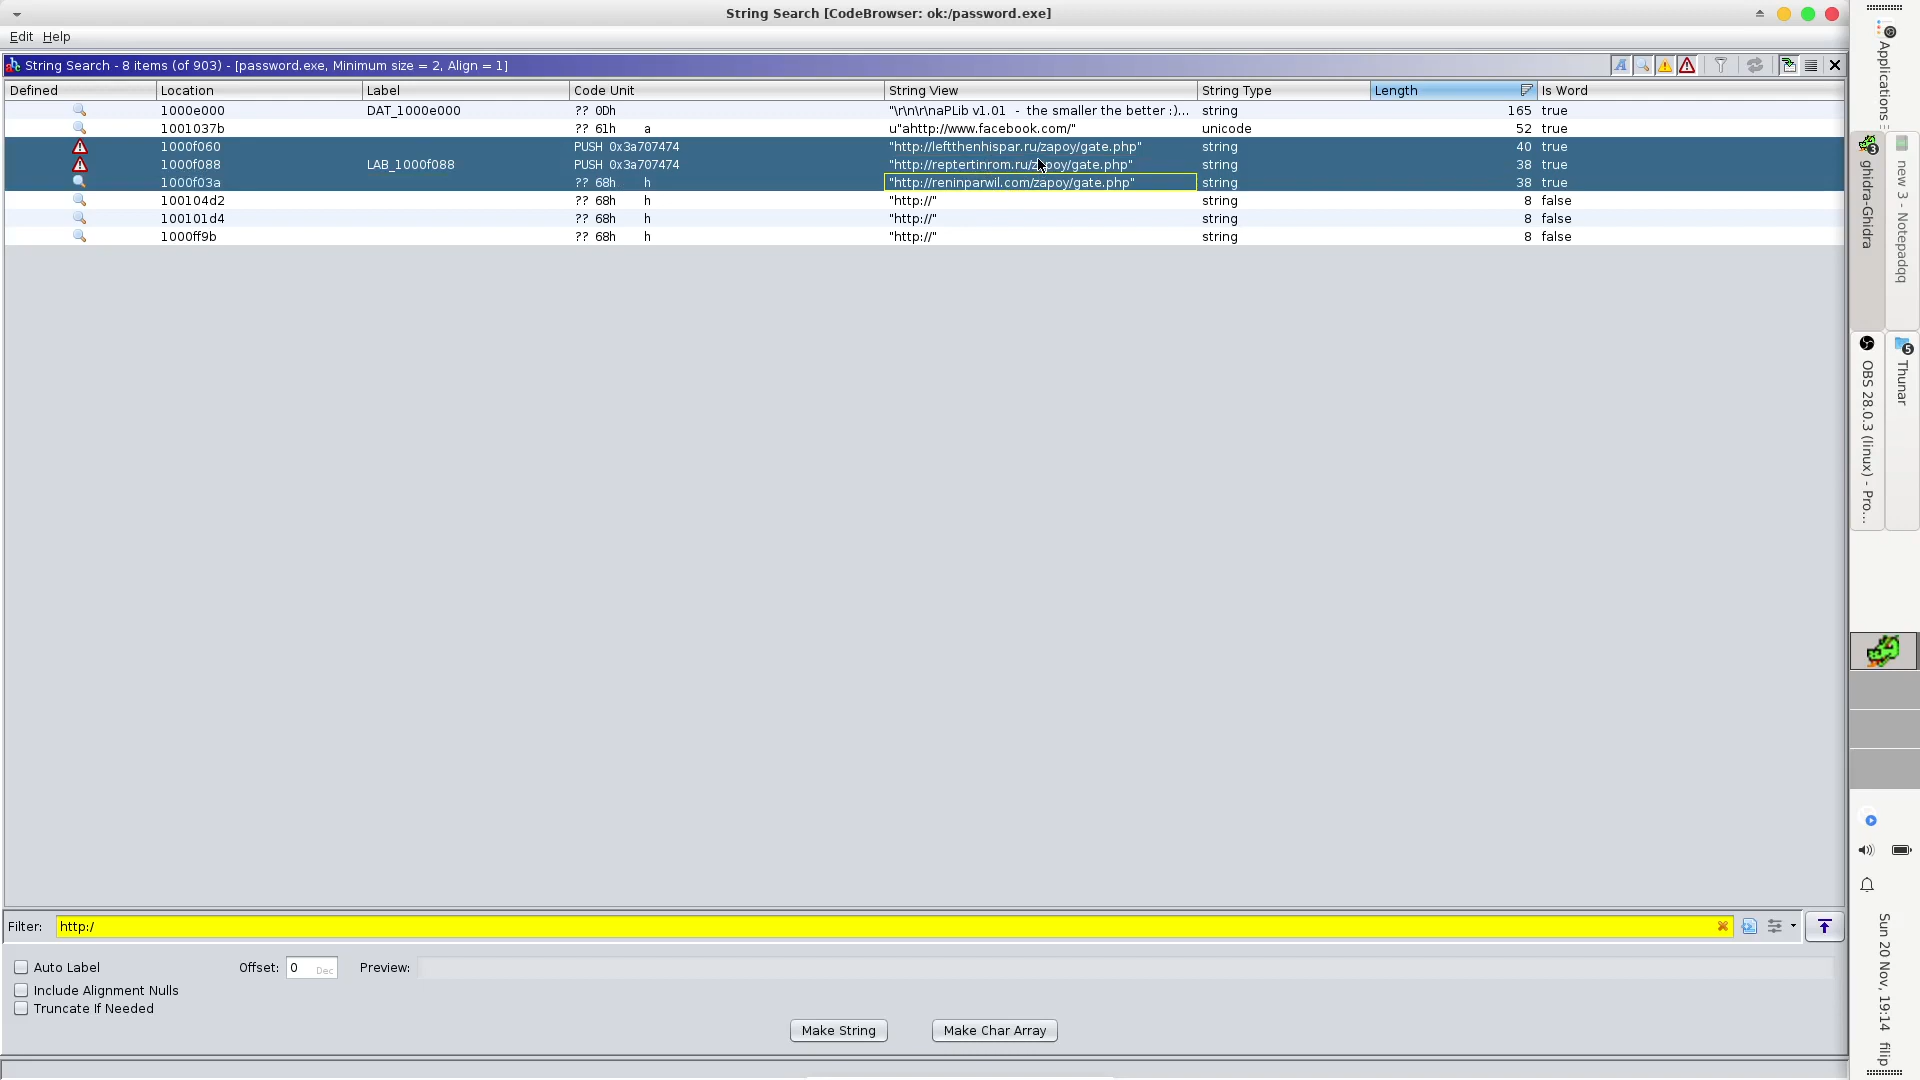 String Search [CodeBrowser: ok:/password.exe]
Edit Help
String Search - 8 items (of 903) - [password.exe, Minimum size = 2, Align = 1]
Defined Location Label Code Unit String View String Type Length Is Word
1000e000 DAT_1000e000 ?? 0Dh "\r\n\r\naPLib v1.01  -  the smaller the better :)... string 165 true
1001037b ?? 61h a u"ahttp://www.facebook.com/" unicode 52 true
1000f060 PUSH 0x3a707474 "http://leftthenhispar.ru/zapoy/gate.php" string 40 true
1000f088 LAB_1000f088 PUSH 0x3a707474 "http://reptertinrom.ru/zapoy/gate.php" string 38 true
1000f03a ?? 68h h "http://reninparwil.com/zapoy/gate.php" string 38 true
100104d2 ?? 68h h "http://" string 8 false
100101d4 ?? 68h h "http://" string 8 false
1000ff9b ?? 68h h "http://" string 8 false
Filter: http:/
Auto Label Offset: 0 Dec Preview:
Include Alignment Nulls
Truncate If Needed
Make String Make Char Array
Applications
ghidra-Ghidra
3
new 3 - Notepadqq
OBS 28.0.3 (linux) - Pro...
5
Thunar
Sun 20 Nov, 19:14
filip